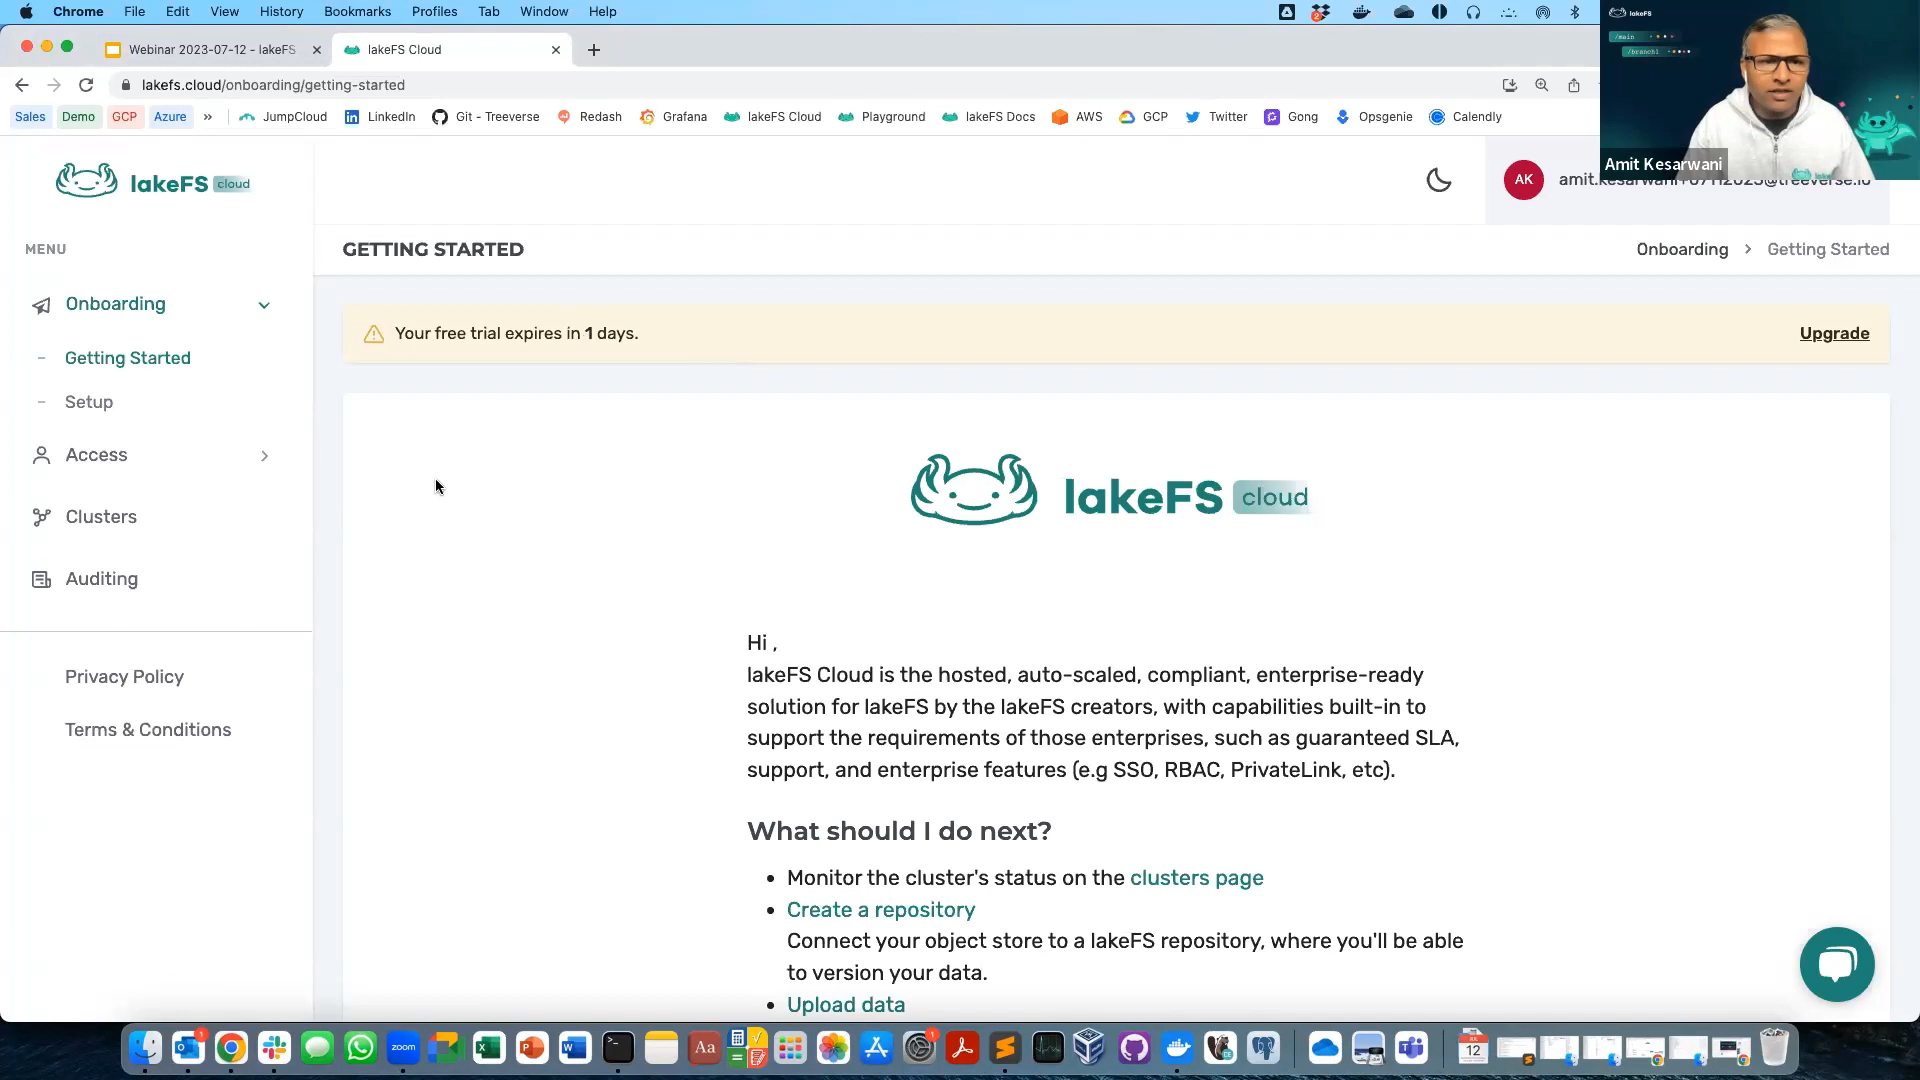 Chrome File Edit View History Bookmarks Profiles Tab Window Help
lakeFS
/main
/branch1
Webinar 2023-07-12 - lakeFS
lakeFS Cloud
lakefs.cloud/onboarding/getting-started
Sales Demo GCP Azure » JumpCloud LinkedIn Git - Treeverse Redash Grafana lakeFS Cloud Playground lakeFS Docs AWS GCP Twitter Gong Opsgenie Calendly
Amit Kesarwani
lakeFS cloud
AK
MENU
GETTING STARTED
Onboarding > Getting Started
Onboarding
Your free trial expires in 1 days.
Upgrade
- Getting Started
- Setup
Access
lakeFS cloud
Clusters
Auditing
Hi ,
lakeFS Cloud is the hosted, auto-scaled, compliant, enterprise-ready
solution for lakeFS by the lakeFS creators, with capabilities built-in to
support the requirements of those enterprises, such as guaranteed SLA,
support, and enterprise features (e.g SSO, RBAC, PrivateLink, etc).
Privacy Policy
Terms & Conditions
What should I do next?
• Monitor the cluster's status on the clusters page
• Create a repository
Connect your object store to a lakeFS repository, where you'll be able
to version your data.
• Upload data
zoom
Aa
12